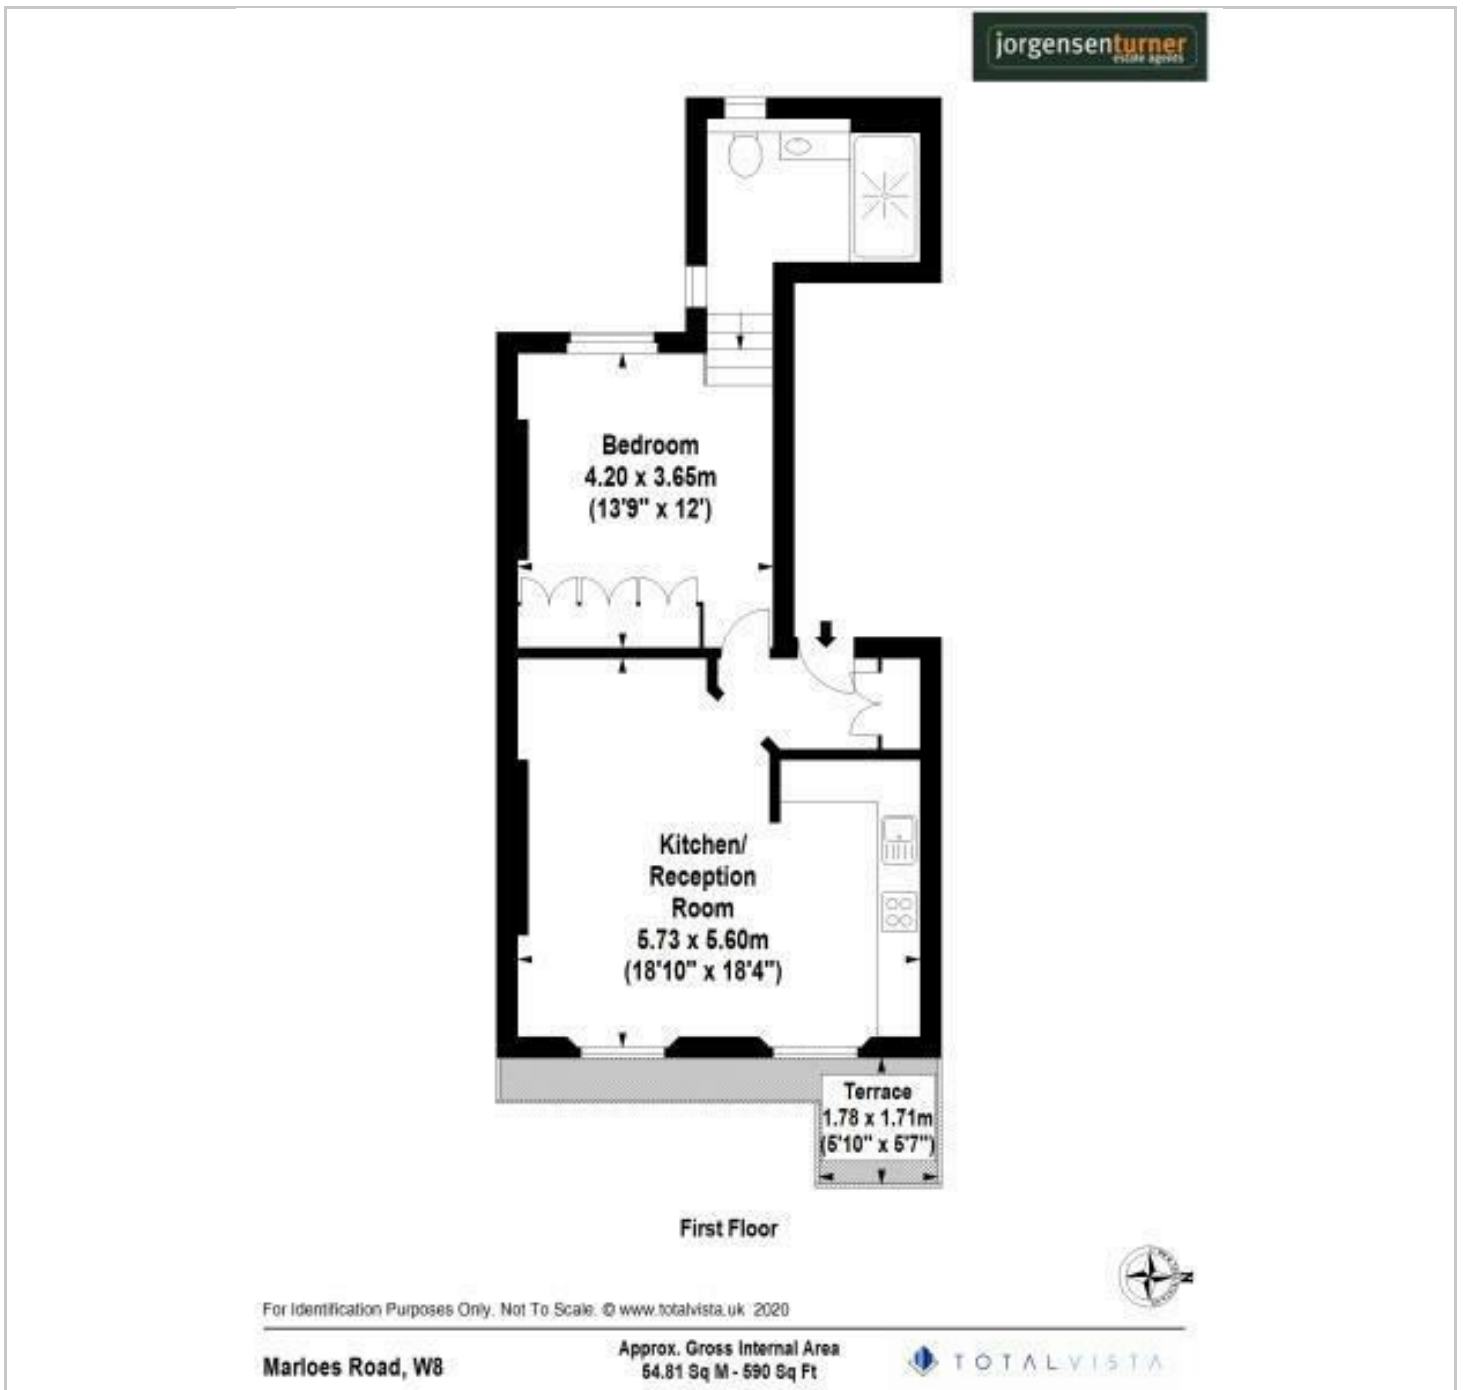 jorgensenturner
estate agents
Bedroom
4.20 x 3.65m
(13'9" x 12')
Kitchen/
Reception
Room
5.73 x 5.60m
(18'10" x 18'4")
Terrace
1.78 x 1.71m
(5'10" x 5'7")
First Floor
N
For Identification Purposes Only. Not To Scale. © www.totalvista.uk 2020
Marloes Road, W8
Approx. Gross Internal Area
54.81 Sq M - 590 Sq Ft
TOTALVISTA